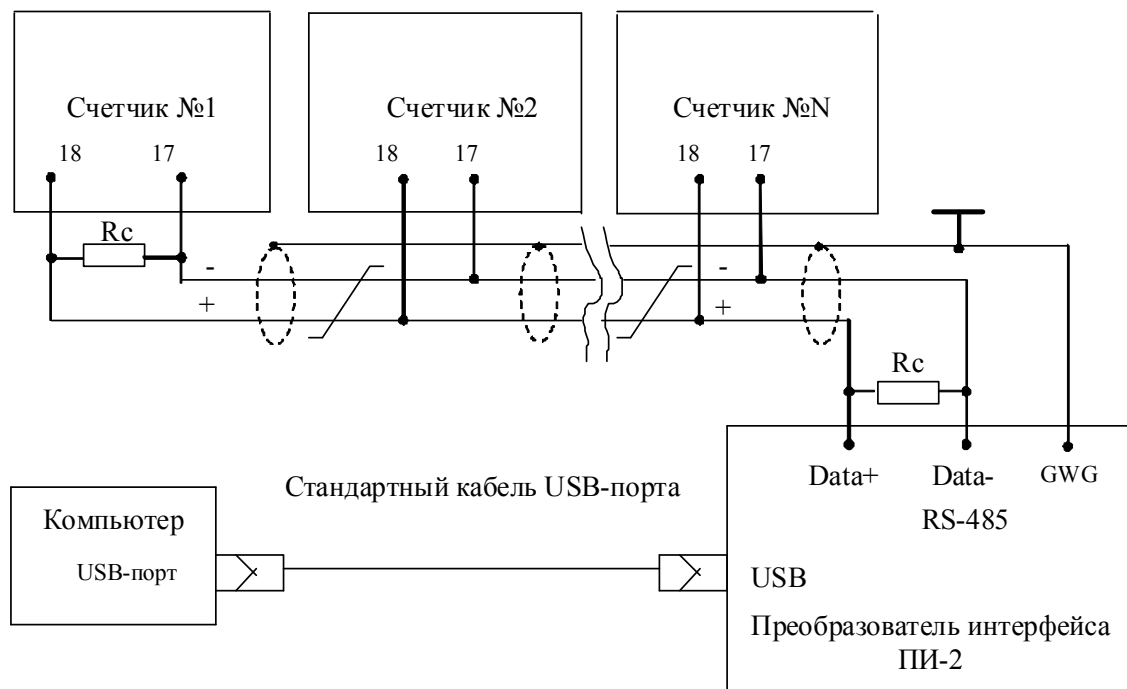 Счетчик №1
Счетчик №2
Счетчик №N
18 17
18 17
18 17
Rc
-
+
-
+
Rc
Data+ Data- GWG
RS-485
Стандартный кабель USB-порта
Компьютер
USB-порт
USB
Преобразователь интерфейса
ПИ-2